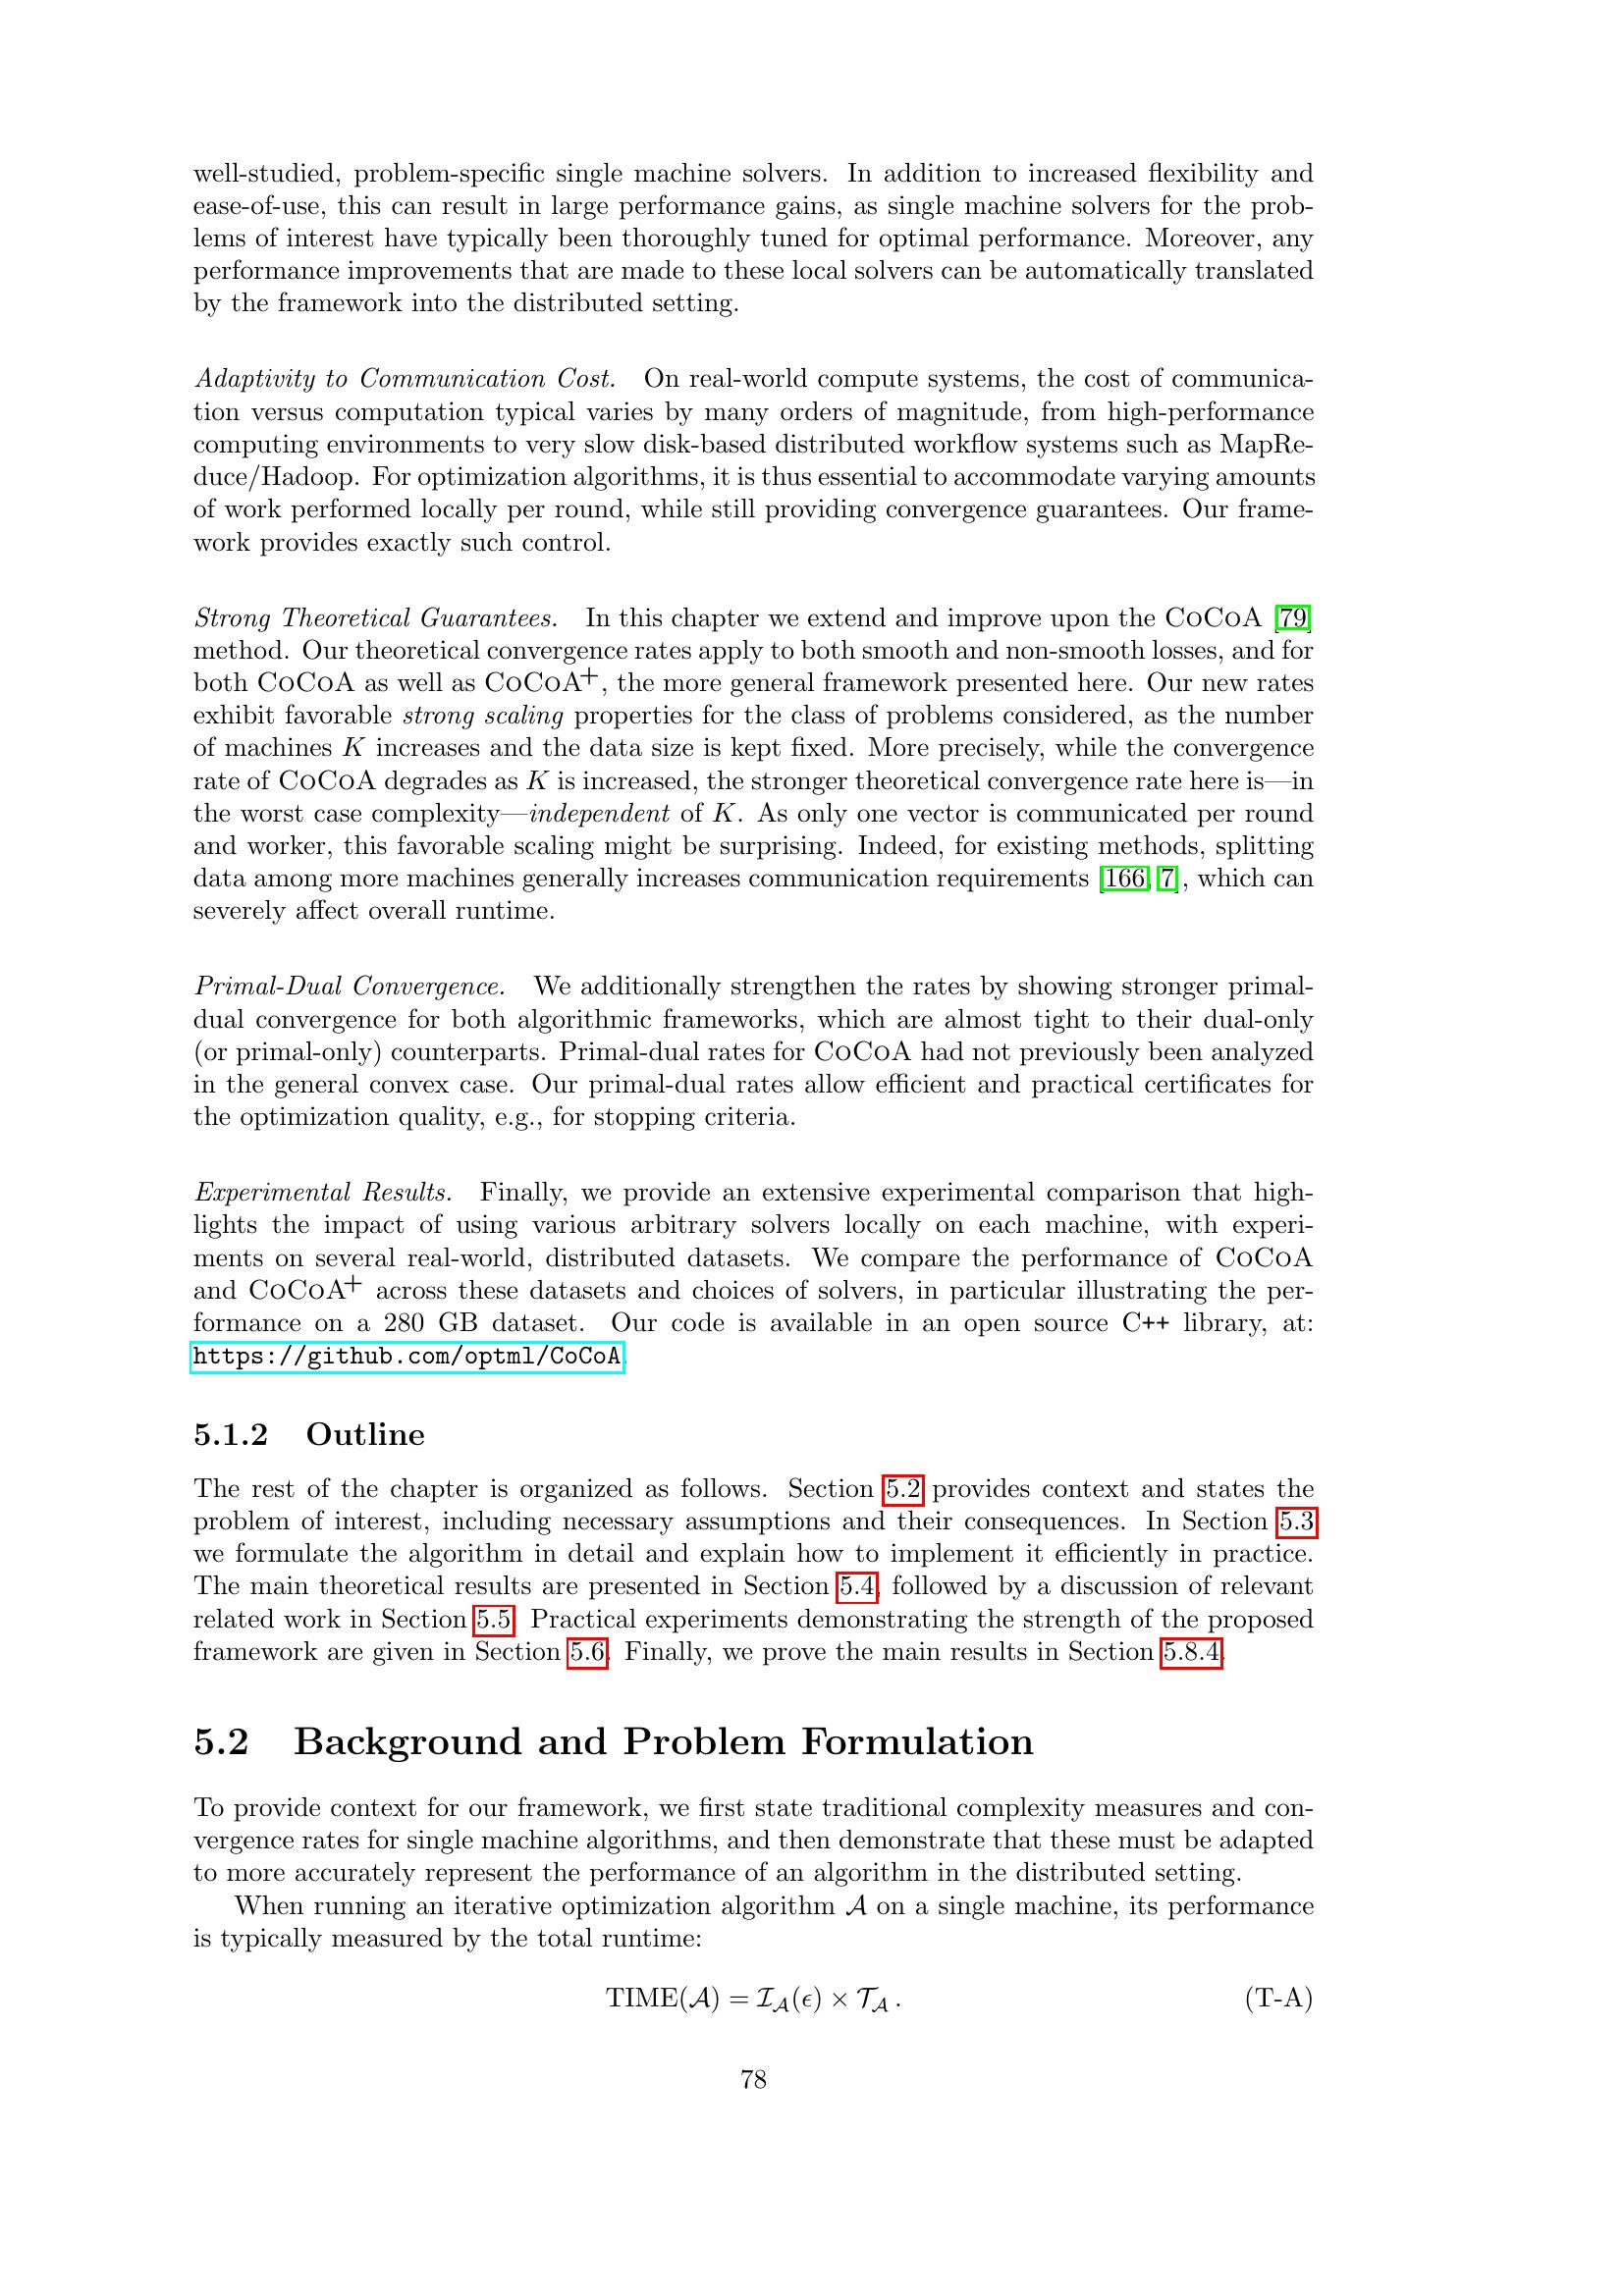 well-studied, problem-specific single machine solvers. In addition to increased flexibility and
ease-of-use, this can result in large performance gains, as single machine solvers for the prob-
lems of interest have typically been thoroughly tuned for optimal performance. Moreover, any
performance improvements that are made to these local solvers can be automatically translated
by the framework into the distributed setting.
Adaptivity to Communication Cost. On real-world compute systems, the cost of communica-
tion versus computation typical varies by many orders of magnitude, from high-performance
computing environments to very slow disk-based distributed workflow systems such as MapRe-
duce/Hadoop. For optimization algorithms, it is thus essential to accommodate varying amounts
of work performed locally per round, while still providing convergence guarantees. Our frame-
work provides exactly such control.
Strong Theoretical Guarantees. In this chapter we extend and improve upon the CoCoA [79]
method. Our theoretical convergence rates apply to both smooth and non-smooth losses, and for
both CoCoA as well as CoCoA+, the more general framework presented here. Our new rates
exhibit favorable strong scaling properties for the class of problems considered, as the number
of machines K increases and the data size is kept fixed. More precisely, while the convergence
rate of CoCoA degrades as K is increased, the stronger theoretical convergence rate here is—in
the worst case complexity—independent of K. As only one vector is communicated per round
and worker, this favorable scaling might be surprising. Indeed, for existing methods, splitting
data among more machines generally increases communication requirements [166, 7], which can
severely affect overall runtime.
Primal-Dual Convergence. We additionally strengthen the rates by showing stronger primal-
dual convergence for both algorithmic frameworks, which are almost tight to their dual-only
(or primal-only) counterparts. Primal-dual rates for CoCoA had not previously been analyzed
in the general convex case. Our primal-dual rates allow efficient and practical certificates for
the optimization quality, e.g., for stopping criteria.
Experimental Results. Finally, we provide an extensive experimental comparison that high-
lights the impact of using various arbitrary solvers locally on each machine, with experi-
ments on several real-world, distributed datasets. We compare the performance of CoCoA
and CoCoA+ across these datasets and choices of solvers, in particular illustrating the per-
formance on a 280 GB dataset. Our code is available in an open source C++ library, at:
https://github.com/optml/CoCoA.
5.1.2 Outline
The rest of the chapter is organized as follows. Section 5.2 provides context and states the
problem of interest, including necessary assumptions and their consequences. In Section 5.3
we formulate the algorithm in detail and explain how to implement it efficiently in practice.
The main theoretical results are presented in Section 5.4, followed by a discussion of relevant
related work in Section 5.5. Practical experiments demonstrating the strength of the proposed
framework are given in Section 5.6. Finally, we prove the main results in Section 5.8.4.
5.2 Background and Problem Formulation
To provide context for our framework, we first state traditional complexity measures and con-
vergence rates for single machine algorithms, and then demonstrate that these must be adapted
to more accurately represent the performance of an algorithm in the distributed setting.
When running an iterative optimization algorithm 𝒜 on a single machine, its performance
is typically measured by the total runtime:
TIME(𝒜) = ℐ_𝒜(ϵ) × 𝒯_𝒜 . (T-A)
78